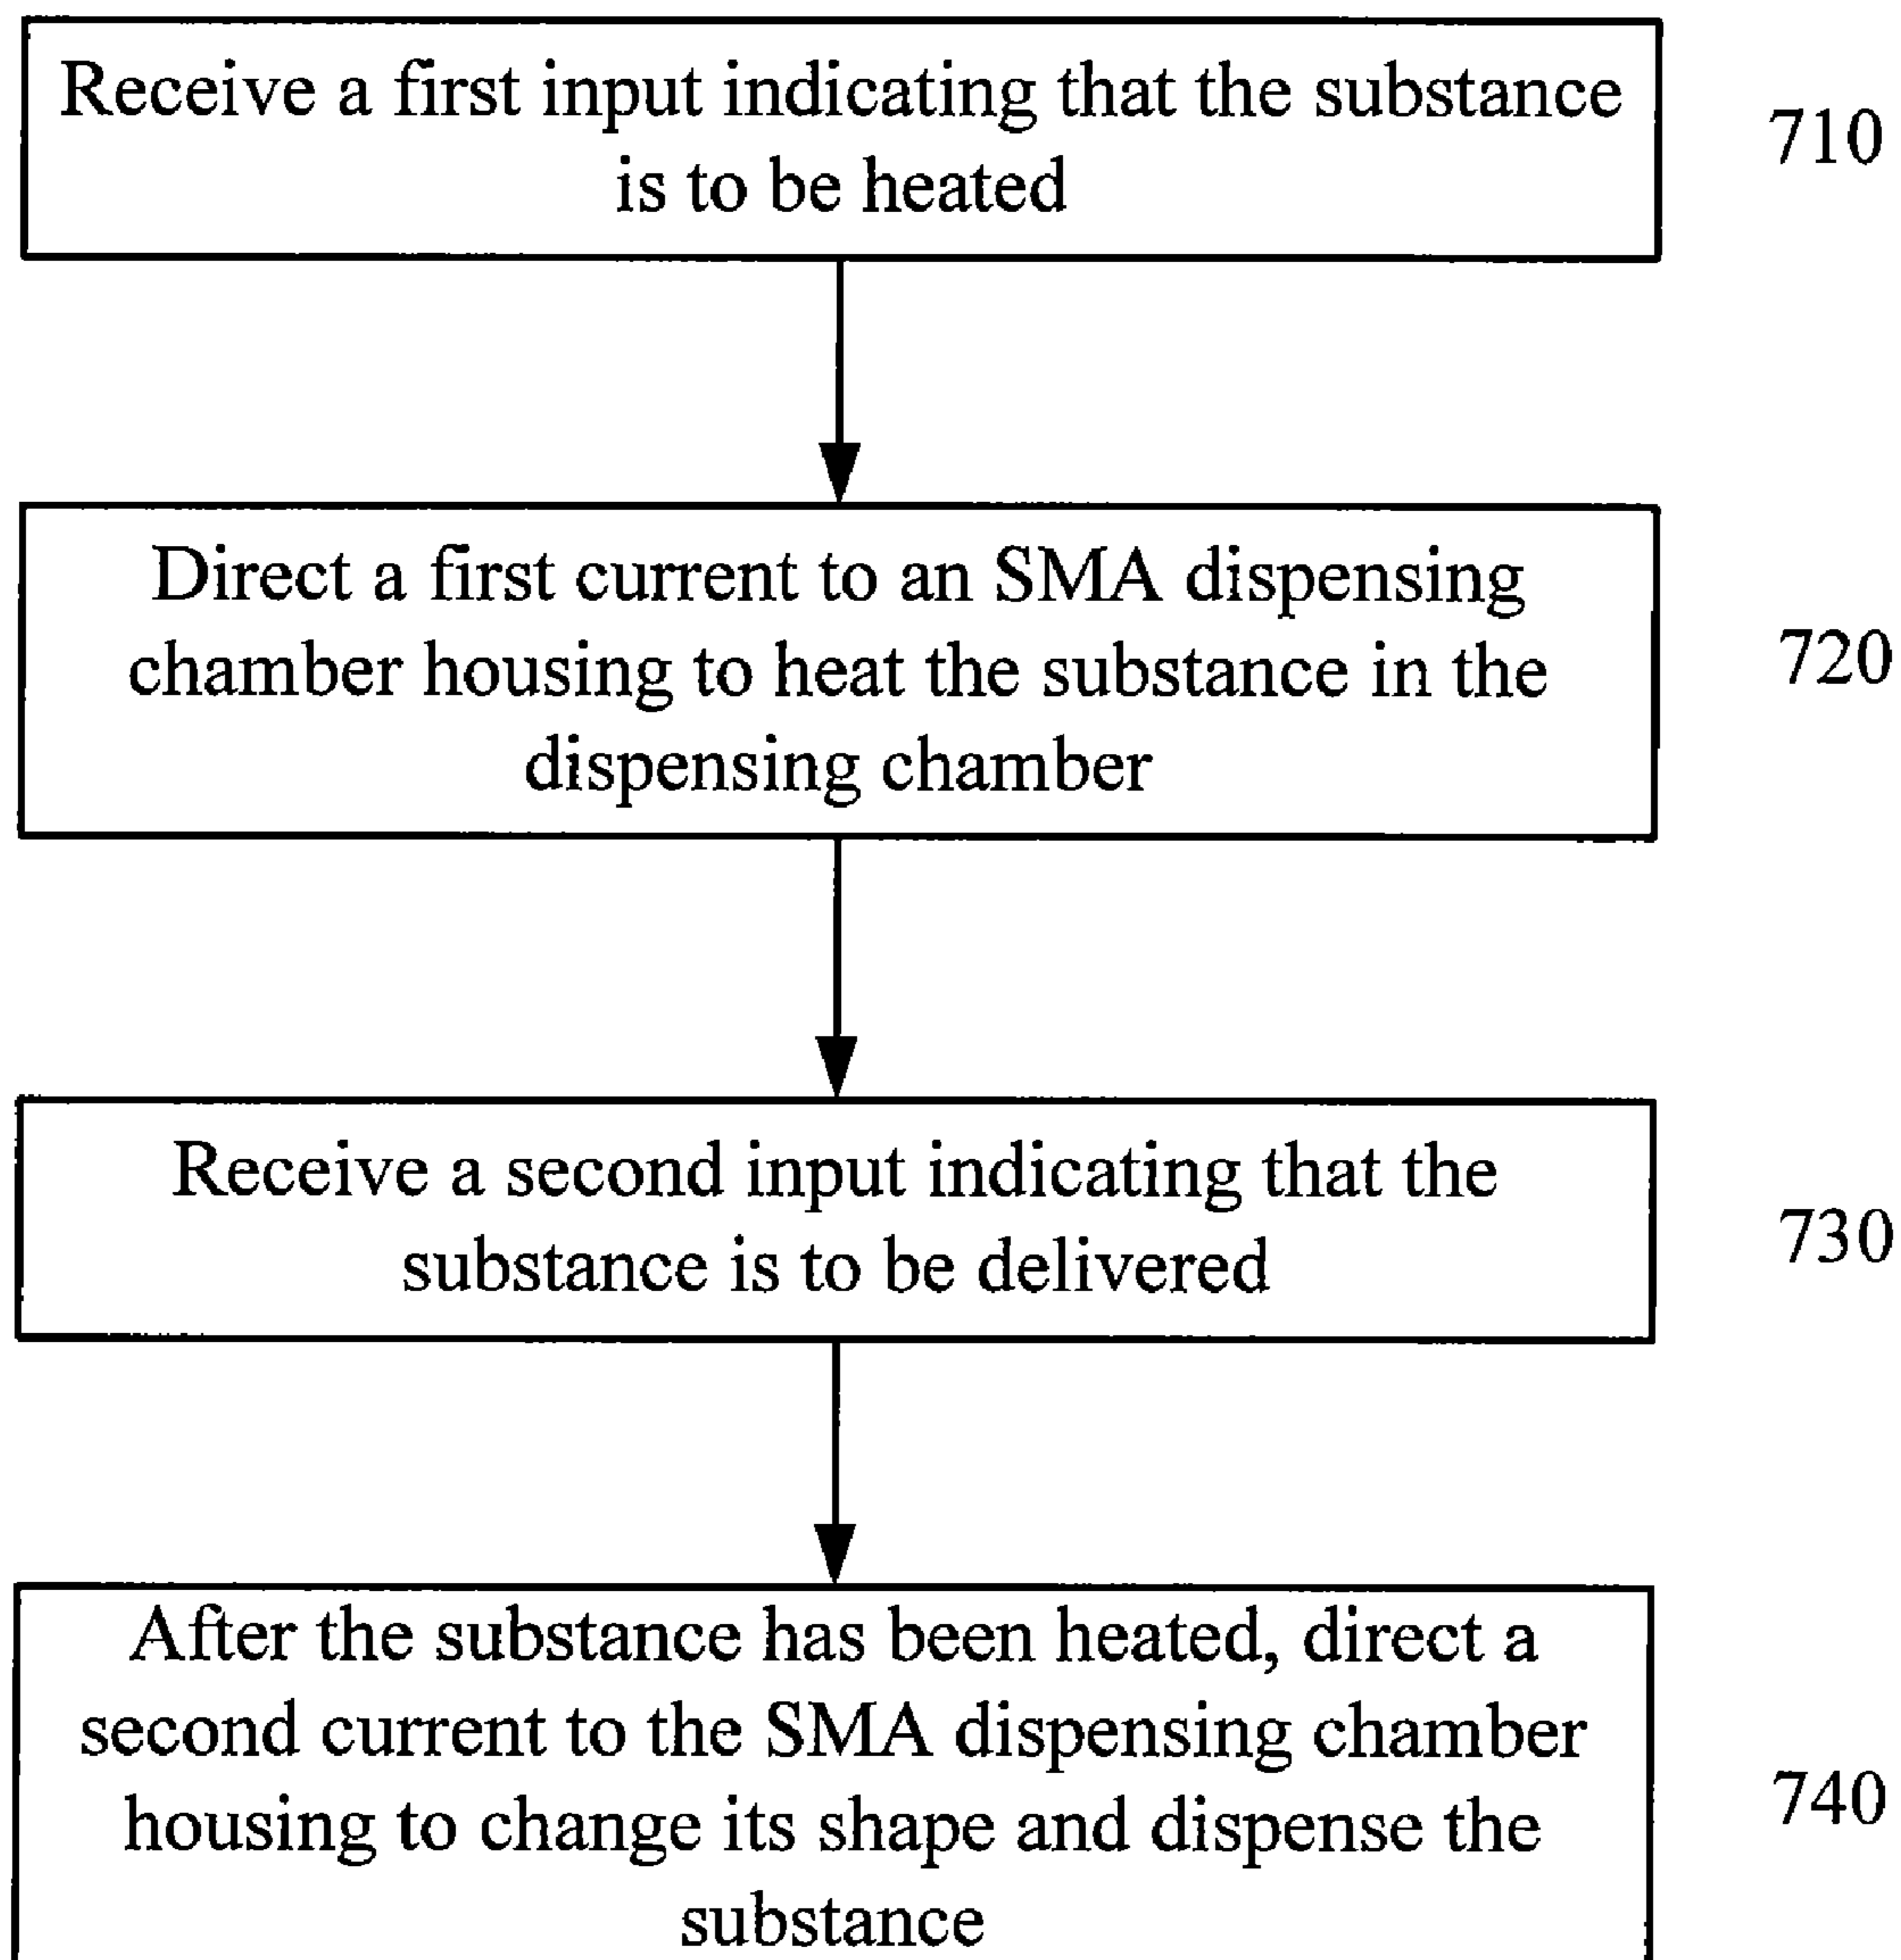 Receive a first input indicating that the substance
is to be heated
710
Direct a first current to an SMA dispensing
chamber housing to heat the substance in the
dispensing chamber
720
Receive a second input indicating that the
substance is to be delivered
730
After the substance has been heated, direct a
second current to the SMA dispensing chamber
housing to change its shape and dispense the
substance
740